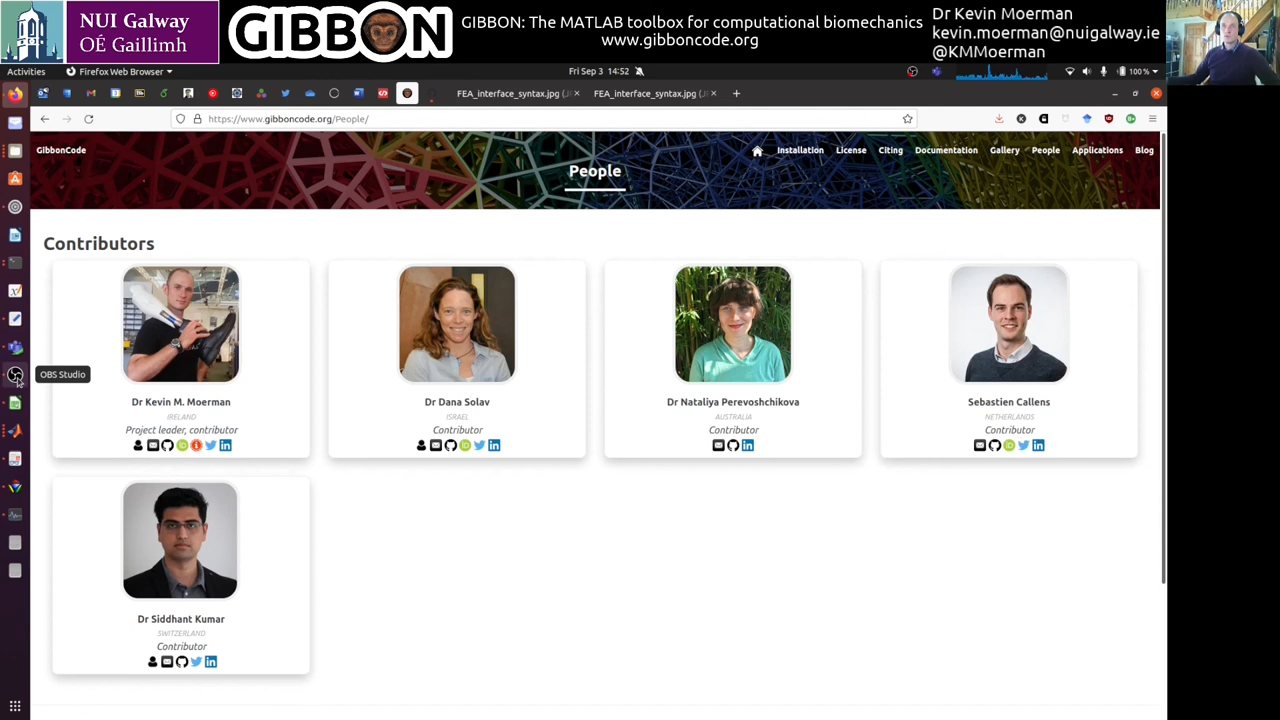 NUI Galway
OÉ Gaillimh
GIBBON
GIBBON: The MATLAB toolbox for computational biomechanics
www.gibboncode.org
Dr Kevin Moerman
kevin.moerman@nuigalway.ie
@KMMoerman
Activities
Firefox Web Browser
Fri Sep 3 14:52
100 %
FEA_interface_syntax.jpg (JP
FEA_interface_syntax.jpg (JP
https://www.gibboncode.org/People/
GibbonCode
Installation
License
Citing
Documentation
Gallery
People
Applications
Blog
People
Contributors
Dr Kevin M. Moerman
IRELAND
Project leader, contributor
Dr Dana Solav
ISRAEL
Contributor
Dr Nataliya Perevoshchikova
AUSTRALIA
Contributor
Sebastien Callens
NETHERLANDS
Contributor
OBS Studio
Dr Siddhant Kumar
SWITZERLAND
Contributor